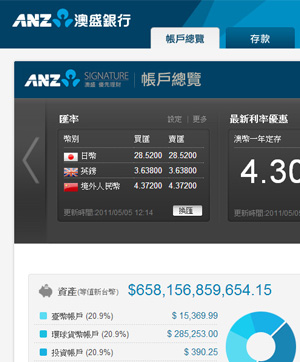 ANZ 澳盛銀行
帳戶總覽
存款
ANZ SIGNATURE 澳盛 優先理財 帳戶總覽
匯率 設定 | 更多
幣別 買匯 賣匯
日幣 28.5200 28.5200
英鎊 3.63800 3.63800
境外人民幣 4.37200 4.37200
更新時間:2011/05/05 12:14 換匯
最新利率優惠
澳幣一年定存
4.30
更新時間:2011/05/05
資產(等值新台幣) $658,156,859,654.15
臺幣帳戶 (20.9%) $ 15,369.99
環球貨幣帳戶 (20.9%) $ 285,253.00
投資帳戶 (20.9%) $ 390.25